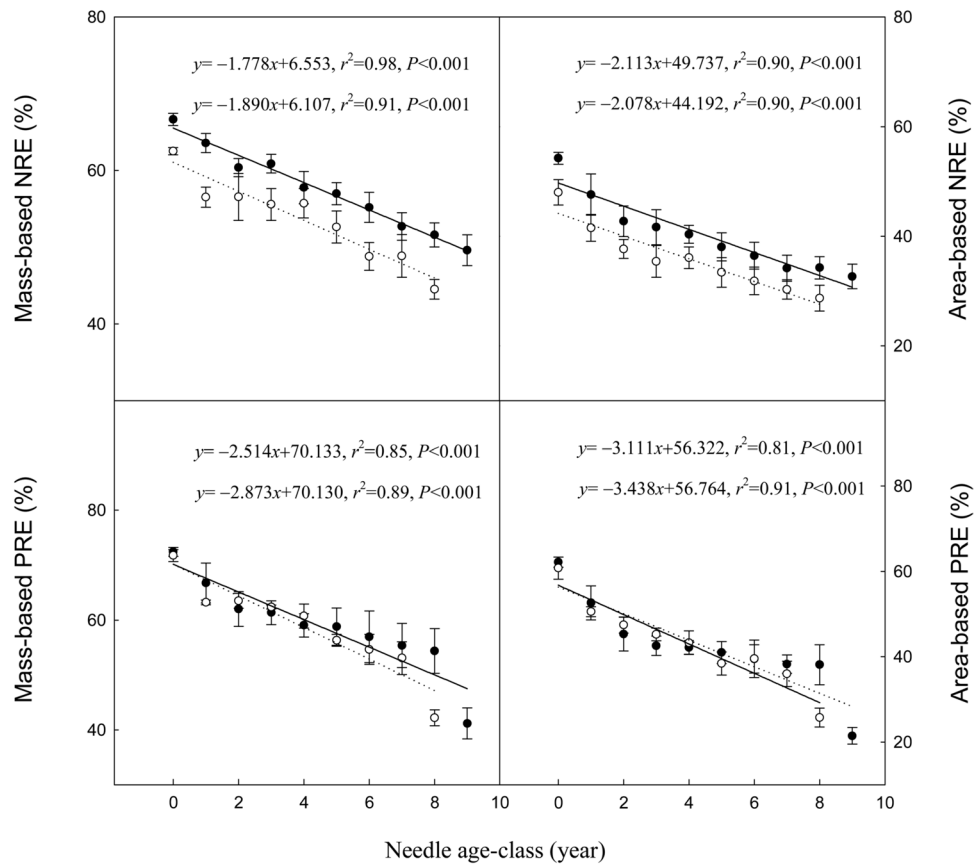 80
60
40
Mass-based NRE (%)
y= −1.778x+6.553, r²=0.98, P<0.001
y= −1.890x+6.107, r²=0.91, P<0.001
y= −2.113x+49.737, r²=0.90, P<0.001
y= −2.078x+44.192, r²=0.90, P<0.001
80
60
40
20
Area-based NRE (%)
80
60
40
Mass-based PRE (%)
y= −2.514x+70.133, r²=0.85, P<0.001
y= −2.873x+70.130, r²=0.89, P<0.001
y= −3.111x+56.322, r²=0.81, P<0.001
y= −3.438x+56.764, r²=0.91, P<0.001
80
60
40
20
Area-based PRE (%)
0 2 4 6 8 10 0 2 4 6 8 10
Needle age-class (year)